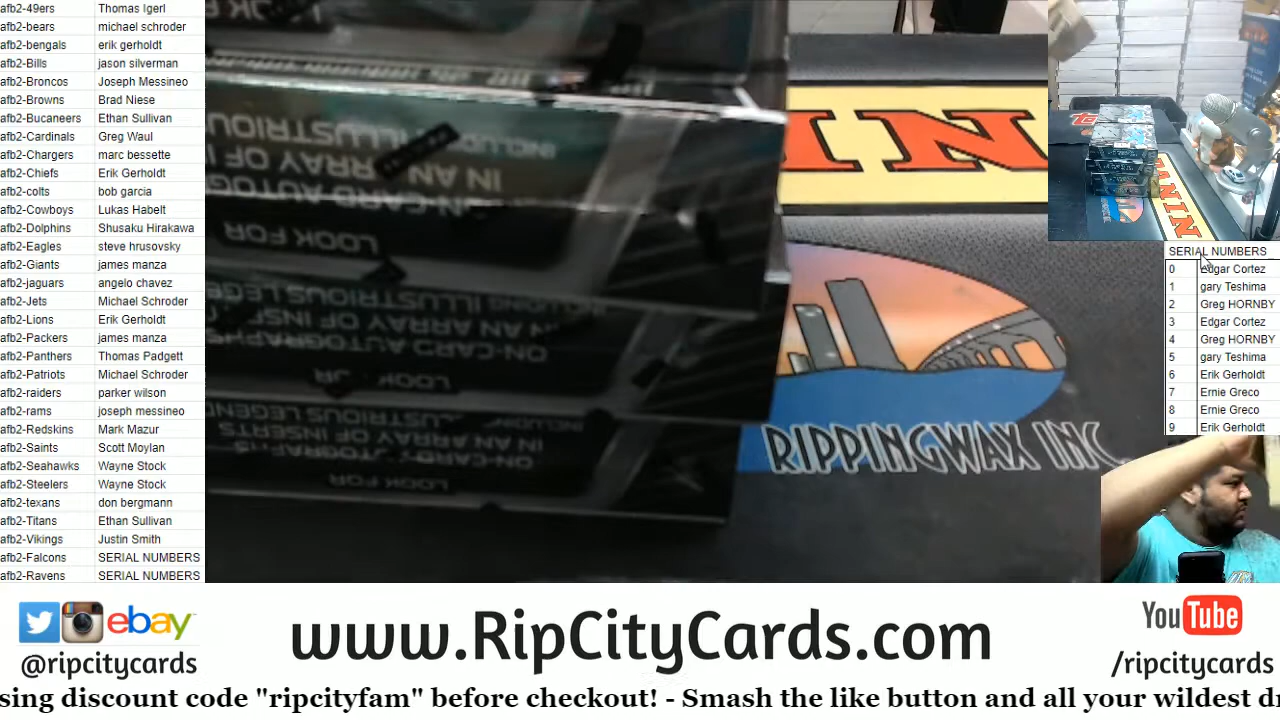 afb2-49ers Thomas Igerl
afb2-bears michael schroder
afb2-bengals erik gerholdt
afb2-Bills jason silverman
afb2-Broncos Joseph Messineo
afb2-Browns Brad Niese
afb2-Bucaneers Ethan Sullivan
afb2-Cardinals Greg Waul
afb2-Chargers marc bessette
afb2-Chiefs Erik Gerholdt
afb2-colts bob garcia
afb2-Cowboys Lukas Habelt
afb2-Dolphins Shusaku Hirakawa
afb2-Eagles steve hrusovsky
afb2-Giants james manza
afb2-jaguars angelo chavez
afb2-Jets Michael Schroder
afb2-Lions Erik Gerholdt
afb2-Packers james manza
afb2-Panthers Thomas Padgett
afb2-Patriots Michael Schroder
afb2-raiders parker wilson
afb2-rams joseph messineo
afb2-Redskins Mark Mazur
afb2-Saints Scott Moylan
afb2-Seahawks Wayne Stock
afb2-Steelers Wayne Stock
afb2-texans don bergmann
afb2-Titans Ethan Sullivan
afb2-Vikings Justin Smith
afb2-Falcons SERIAL NUMBERS
afb2-Ravens SERIAL NUMBERS
LOOK FOR
IN AN ARRAY OF INSERTS
ON-CARD AUTOGRAPHS
LOOK FOR
IN
RIPPINGWAX INC.
PANINI
SERIAL NUMBERS
0 Edgar Cortez
1 gary Teshima
2 Greg HORNBY
3 Edgar Cortez
4 Greg HORNBY
5 gary Teshima
6 Erik Gerholdt
7 Ernie Greco
8 Ernie Greco
9 Erik Gerholdt
ebay
@ripcitycards
www.RipCityCards.com
YouTube
/ripcitycards
sing discount code "ripcityfam" before checkout! - Smash the like button and all your wildest dr